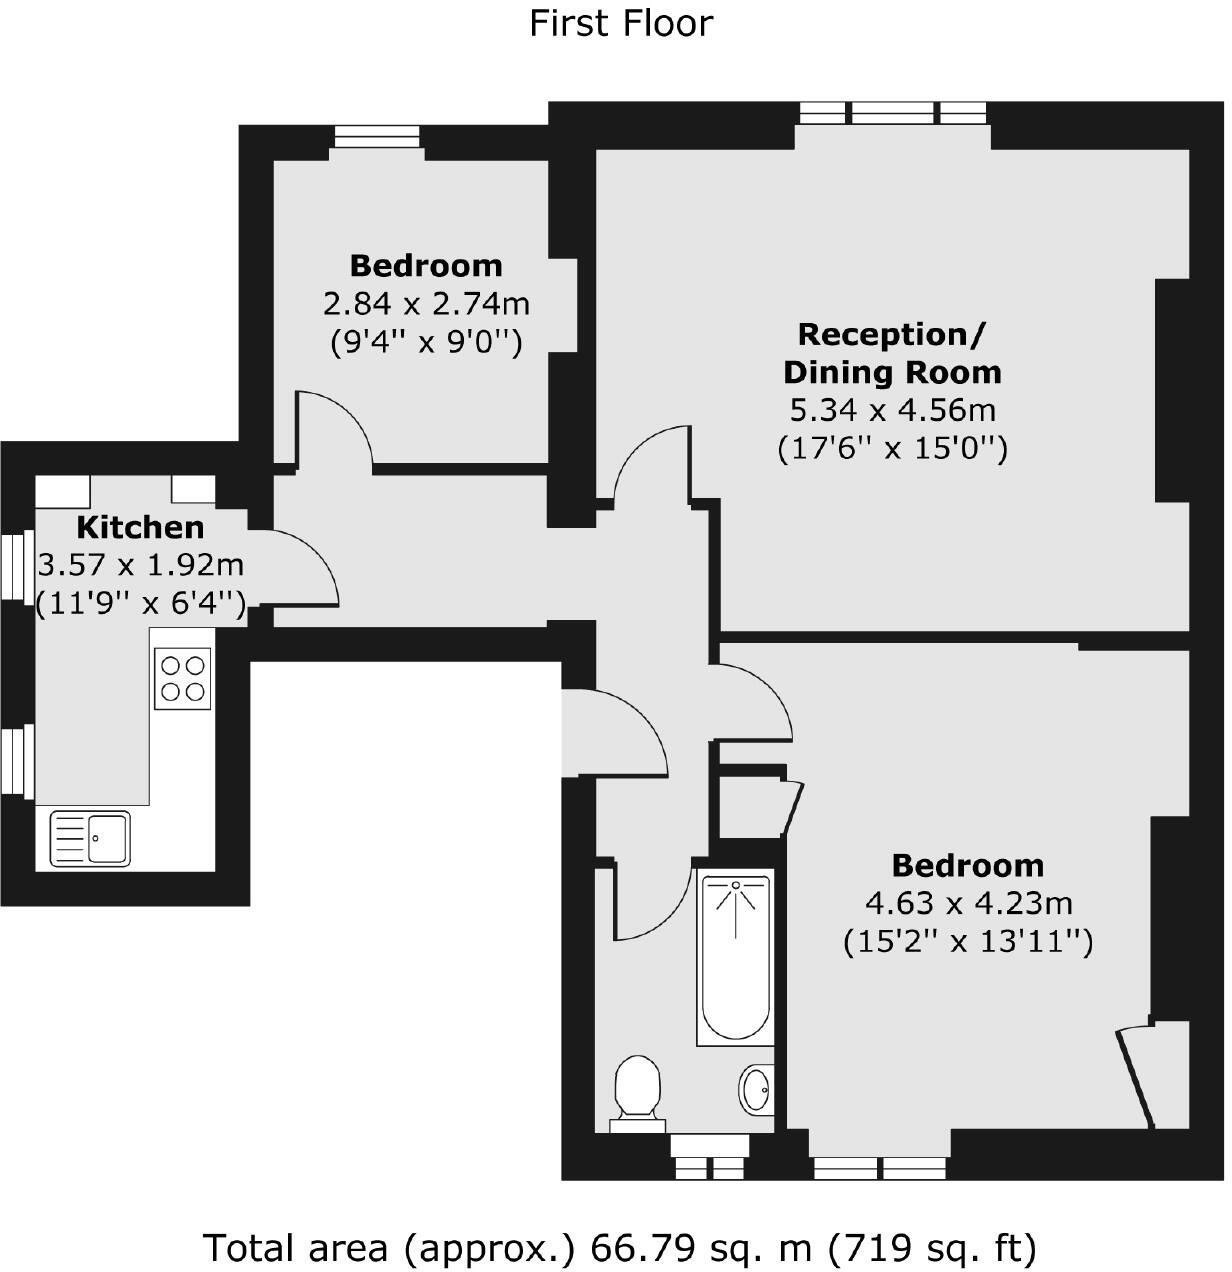 First Floor
Bedroom
2.84 x 2.74m
(9'4" x 9'0")
Reception/
Dining Room
5.34 x 4.56m
(17'6" x 15'0")
Kitchen
3.57 x 1.92m
(11'9" x 6'4")
Bedroom
4.63 x 4.23m
(15'2" x 13'11")
Total area (approx.) 66.79 sq. m (719 sq. ft)